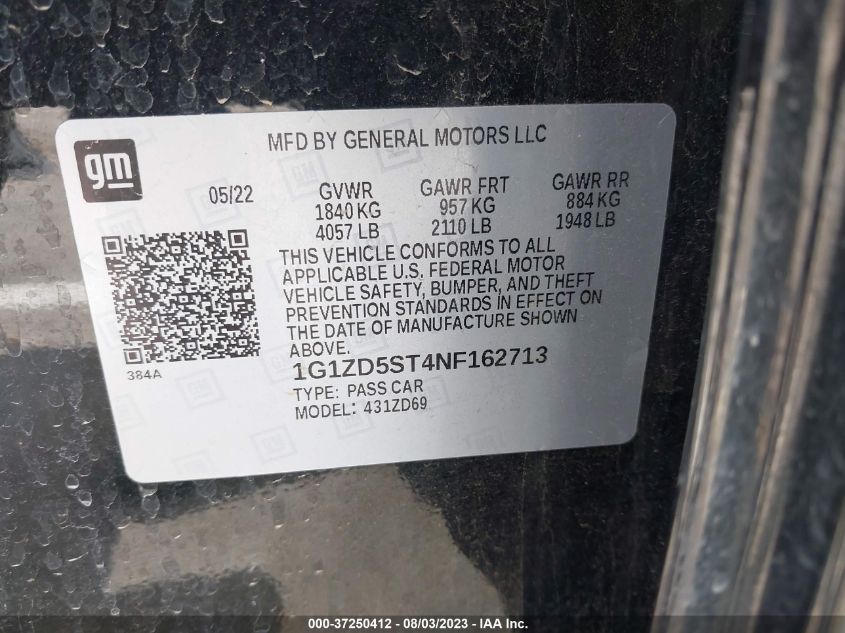 MFD BY GENERAL MOTORS LLC
gm
05/22
GVWR GAWR FRT GAWR RR
1840 KG 957 KG 884 KG
4057 LB 2110 LB 1948 LB
THIS VEHICLE CONFORMS TO ALL
APPLICABLE U.S. FEDERAL MOTOR
VEHICLE SAFETY, BUMPER, AND THEFT
PREVENTION STANDARDS IN EFFECT ON
THE DATE OF MANUFACTURE SHOWN
ABOVE.
384A
1G1ZD5ST4NF162713
TYPE: PASS CAR
MODEL: 431ZD69
000-37250412 - 08/03/2023 - IAAI.COM.